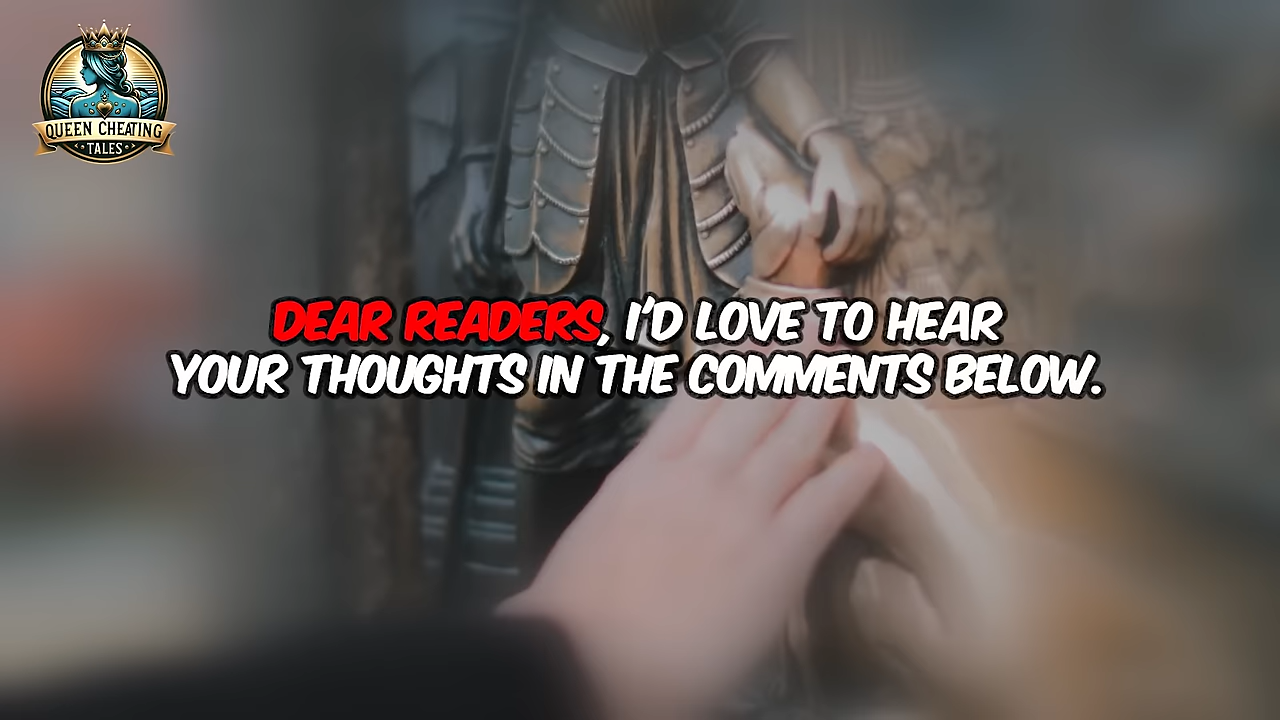 QUEEN CHEATING
TALES
DEAR READERS, I'D LOVE TO HEAR
YOUR THOUGHTS IN THE COMMENTS BELOW.